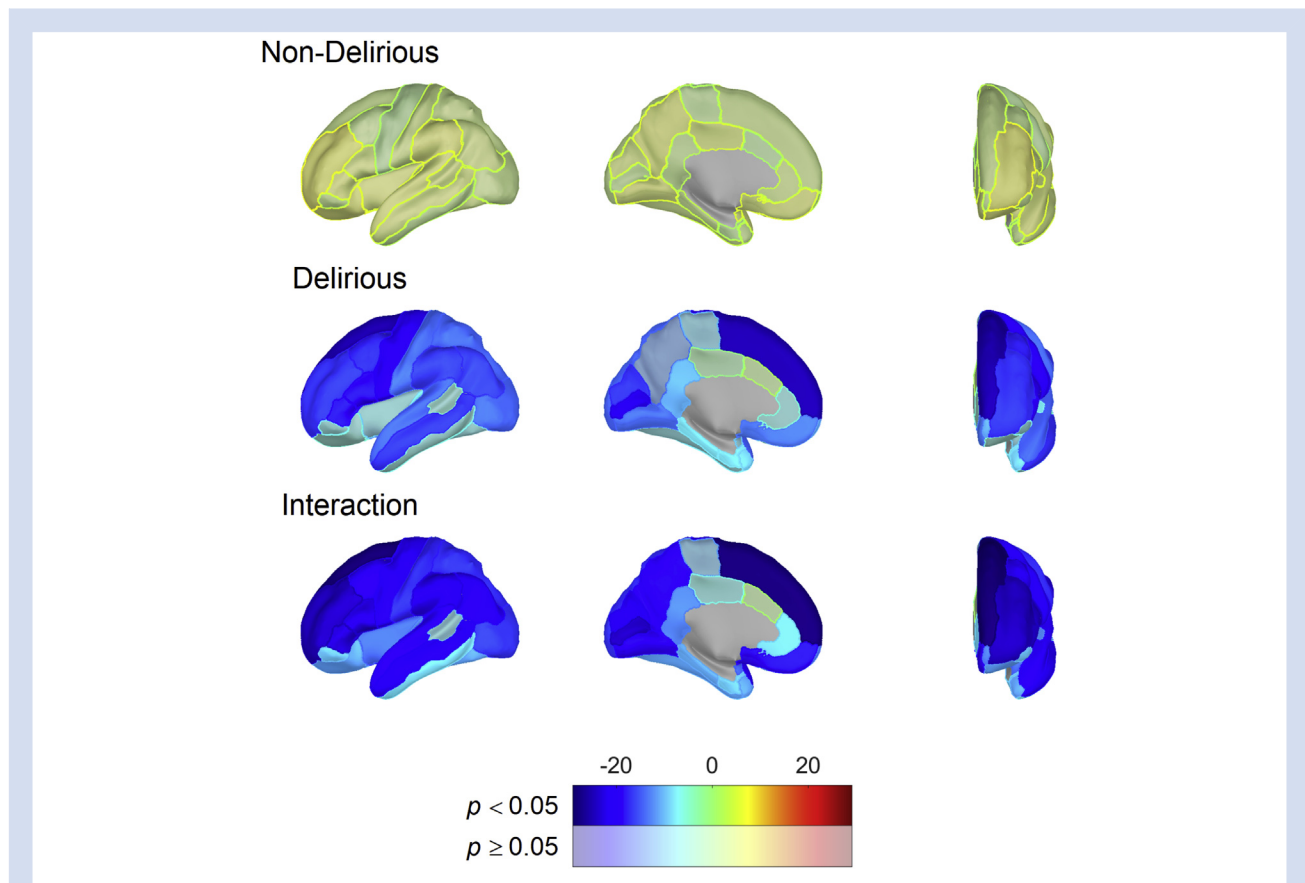 Non-Delirious
Delirious
Interaction
-20 0 20
p < 0.05
p ≥ 0.05